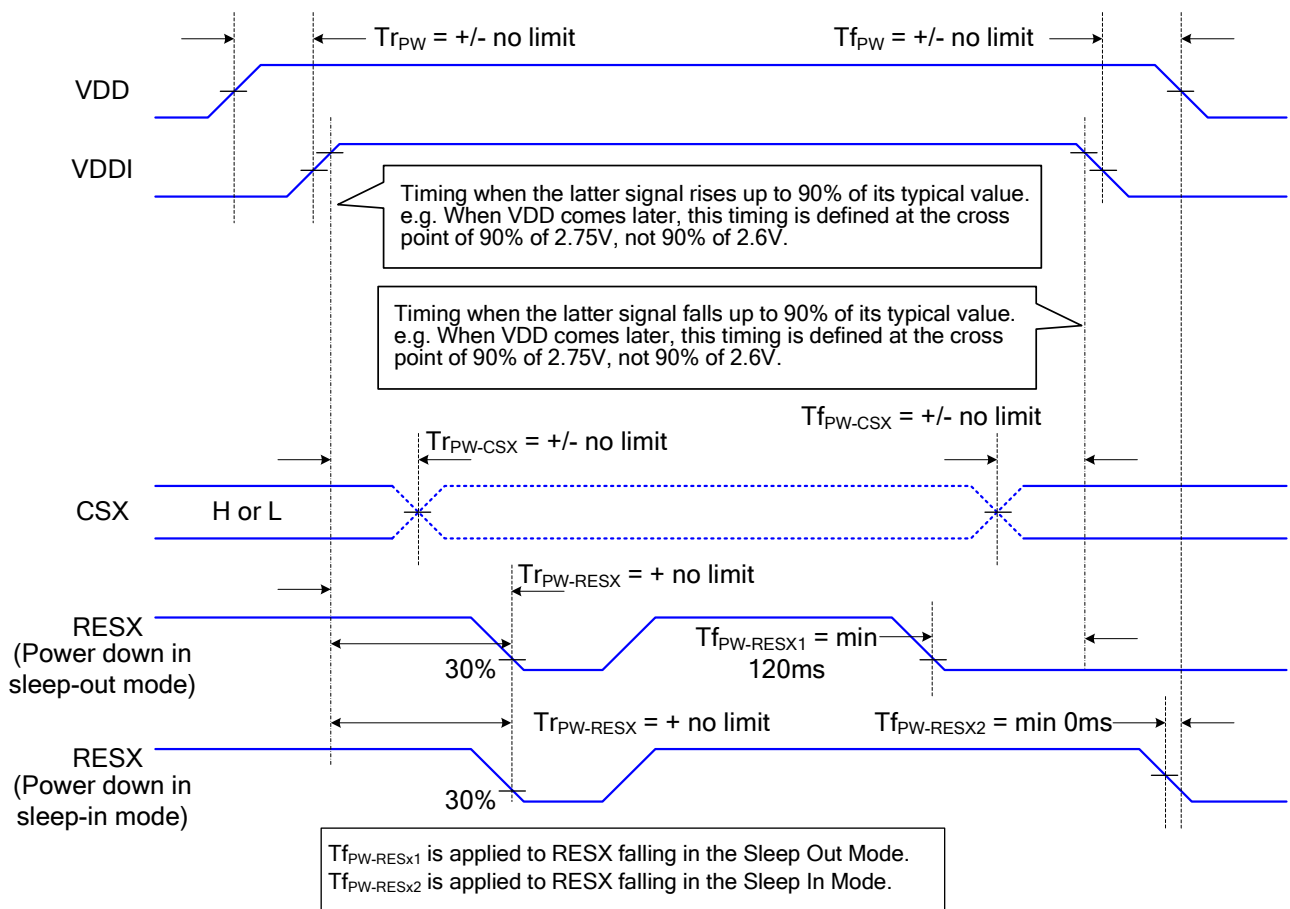 TrPW = +/- no limit
TfPW = +/- no limit
VDD
VDDI
Timing when the latter signal rises up to 90% of its typical value.
e.g. When VDD comes later, this timing is defined at the cross
point of 90% of 2.75V, not 90% of 2.6V.
Timing when the latter signal falls up to 90% of its typical value.
e.g. When VDD comes later, this timing is defined at the cross
point of 90% of 2.75V, not 90% of 2.6V.
TfPW-CSX = +/- no limit
TrPW-CSX = +/- no limit
CSX
H or L
TrPW-RESX = + no limit
RESX
(Power down in
sleep-out mode)
30%
TfPW-RESX1 = min
120ms
TrPW-RESX = + no limit
TfPW-RESX2 = min 0ms
RESX
(Power down in
sleep-in mode)
30%
TfPW-RESx1 is applied to RESX falling in the Sleep Out Mode.
TfPW-RESx2 is applied to RESX falling in the Sleep In Mode.